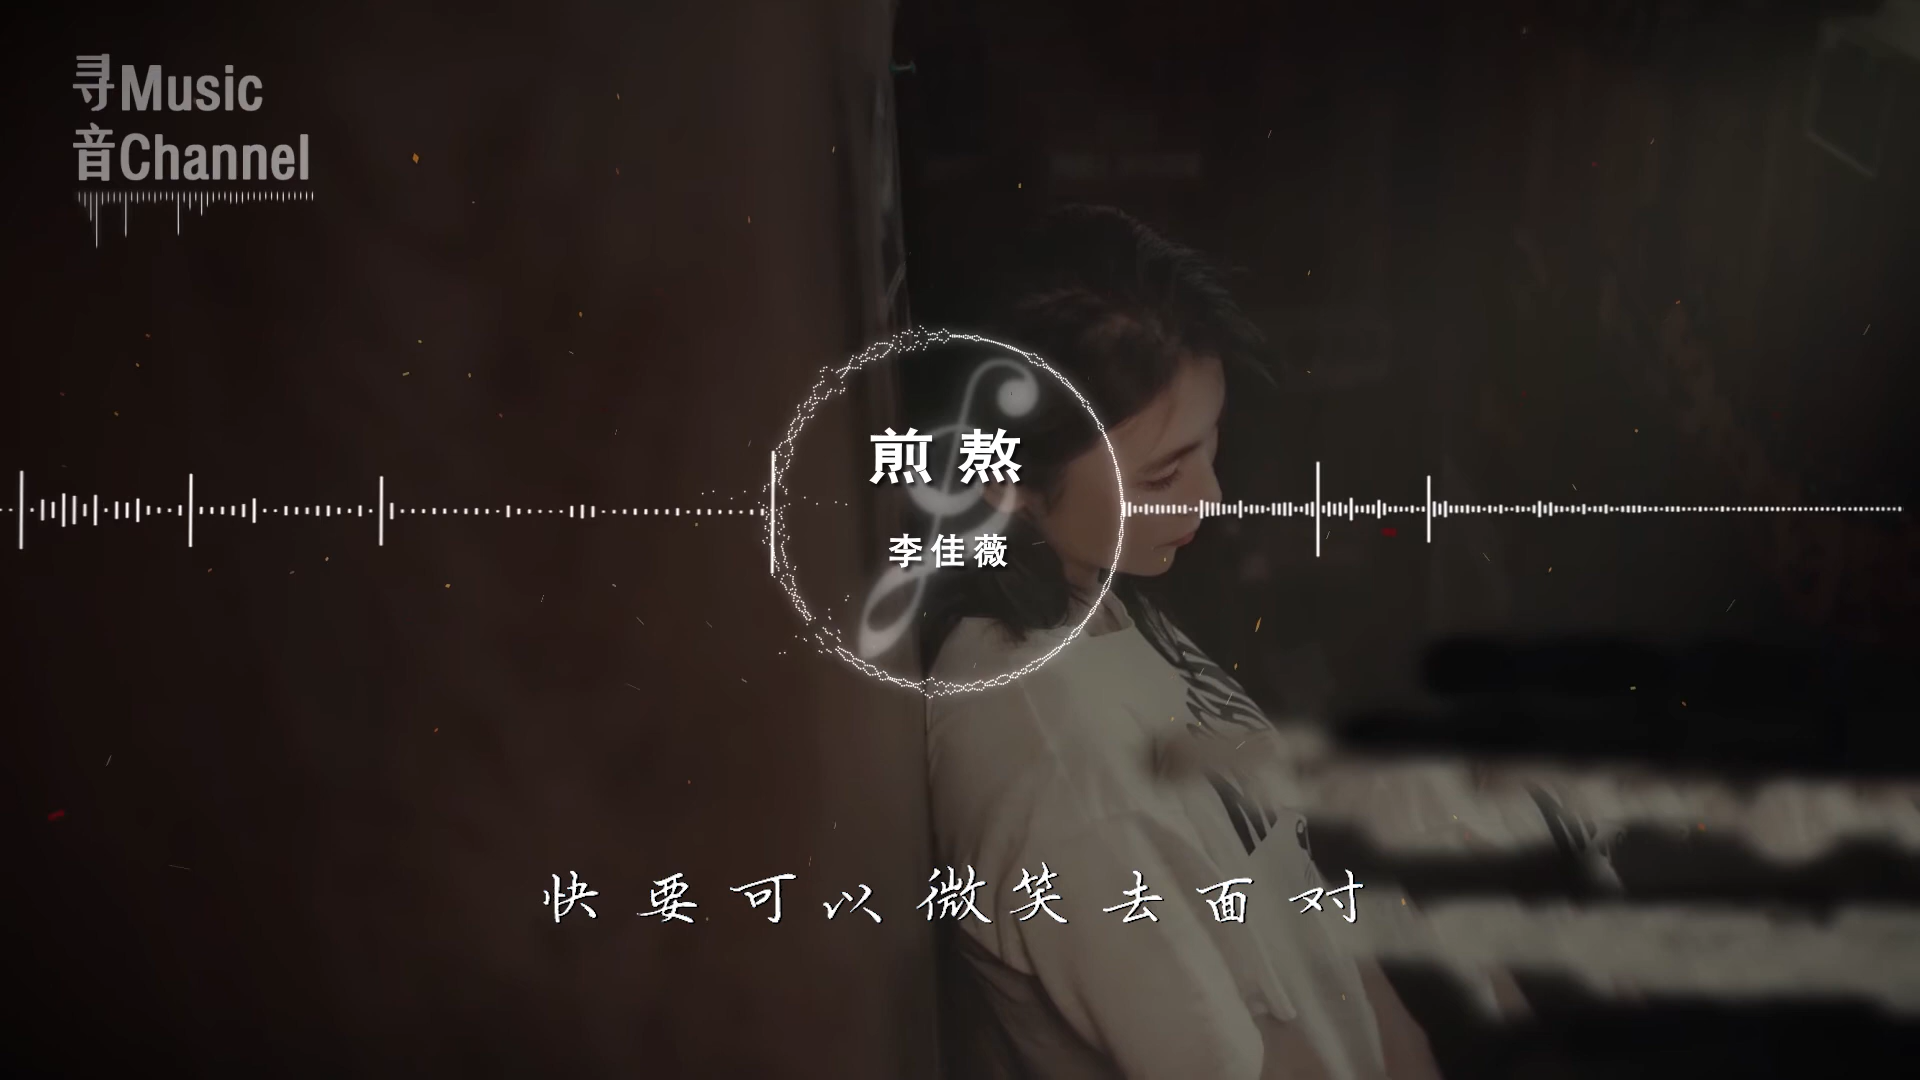 寻Music
音Channel
煎熬
李佳薇
快要可以微笑去面对